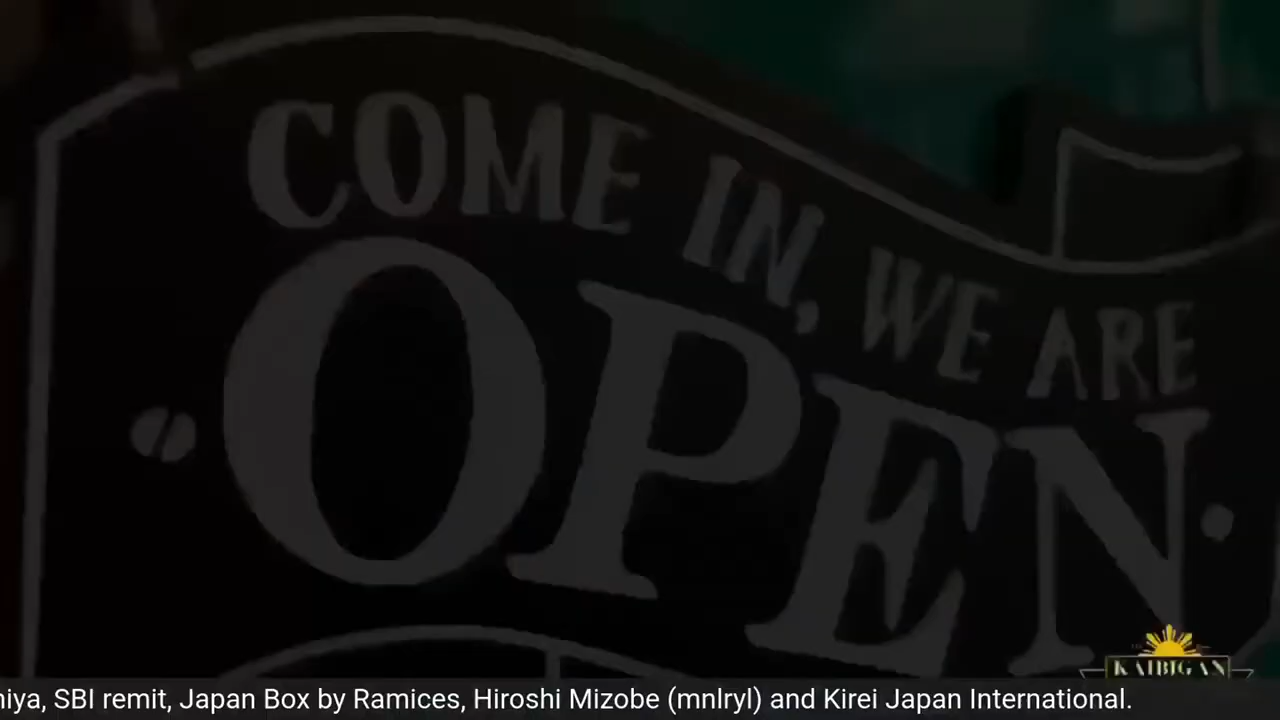 COME IN, WE ARE
OPEN
KAIBIGAN
niya, SBI remit, Japan Box by Ramices, Hiroshi Mizobe (mnlryl) and Kirei Japan International.